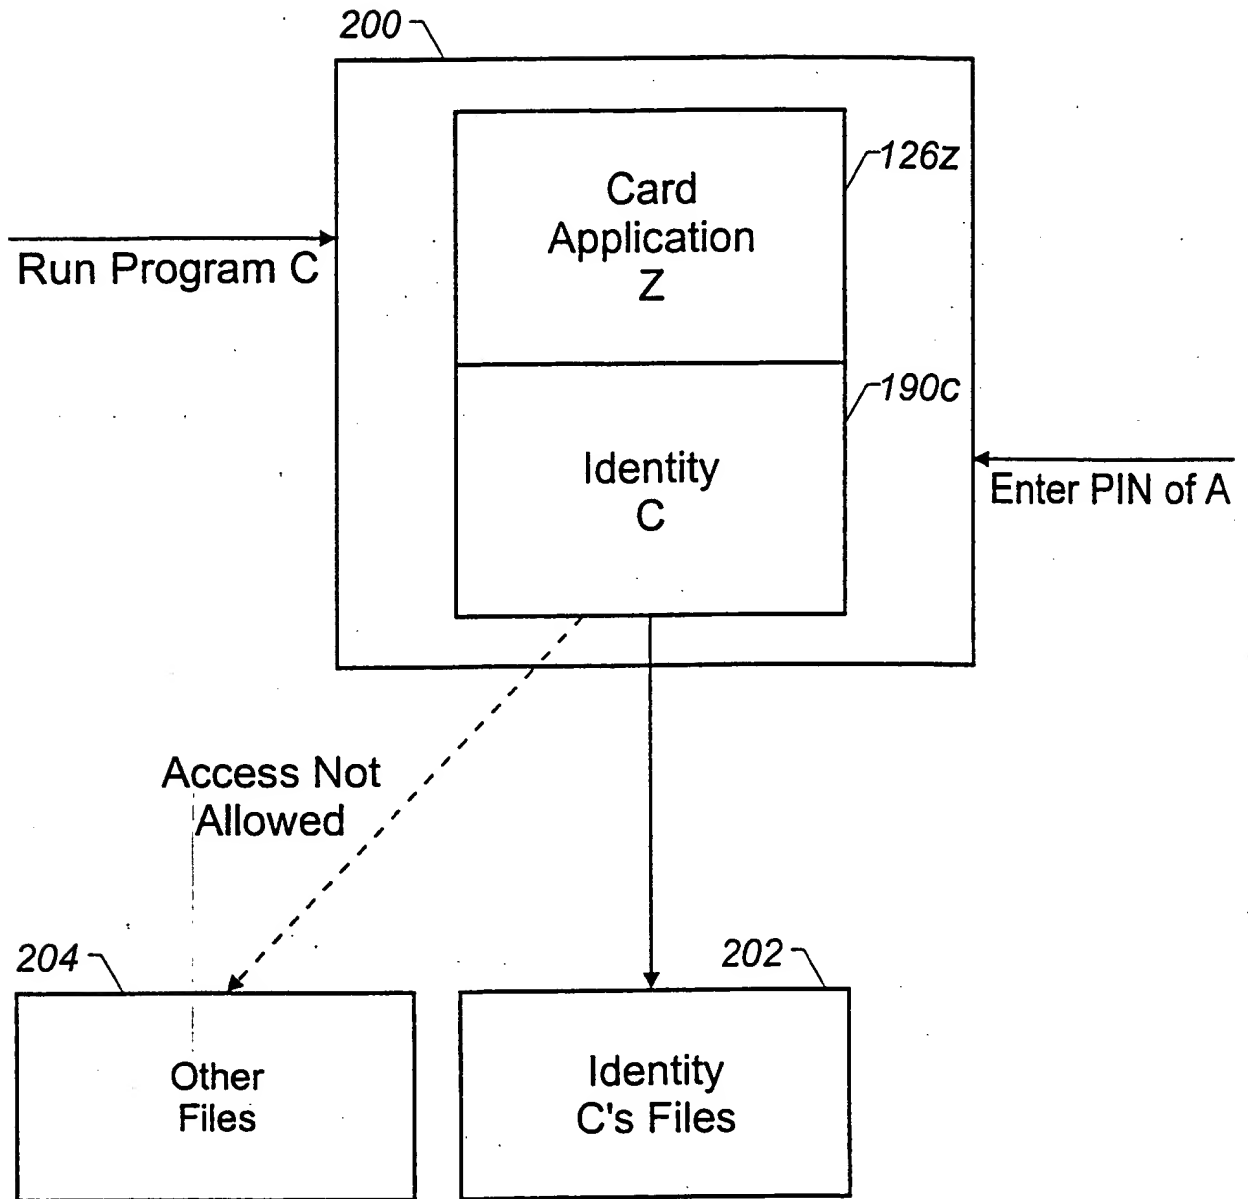 200
Card
Application
Z
126z
Run Program C
190c
Identity
C
Enter PIN of A
Access Not
Allowed
204
202
Other
Files
Identity
C's Files